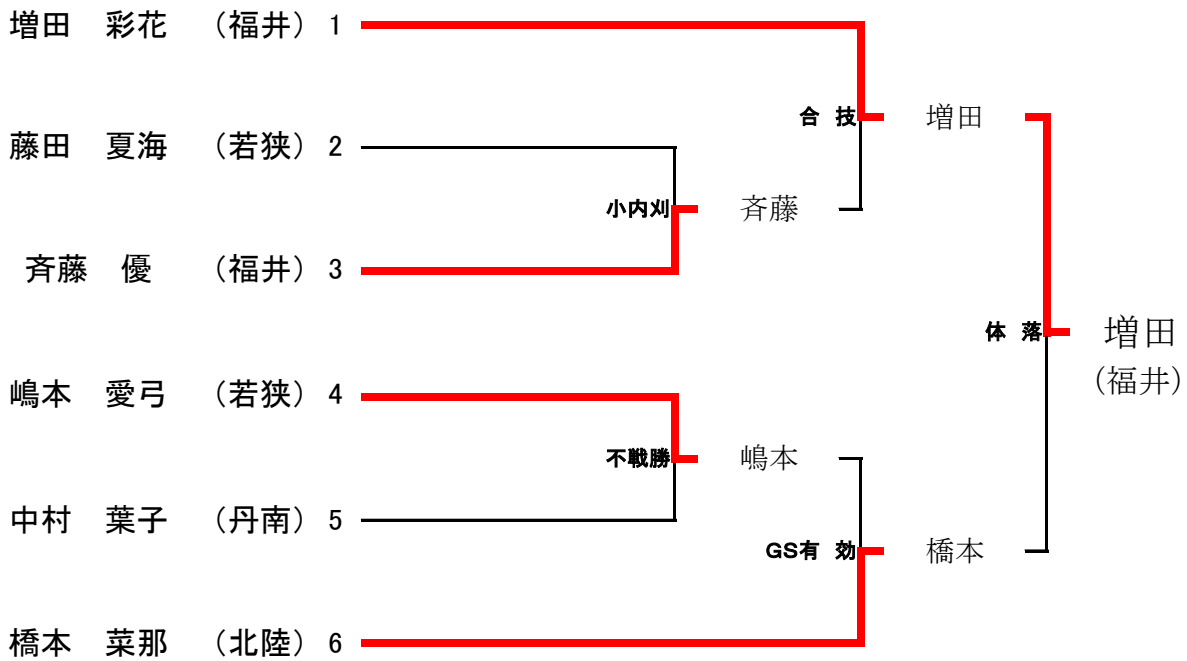 増田　彩花　（福井） 1
合 技
増田
藤田　夏海　（若狭） 2
小内刈
斉藤
斉藤　優　（福井） 3
体 落
増田
（福井）
嶋本　愛弓　（若狭） 4
不戦勝
嶋本
中村　葉子　（丹南） 5
GS有 効
橋本
橋本　菜那　（北陸） 6